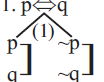 1. p⇔q
(1)
p ~p
q ~q